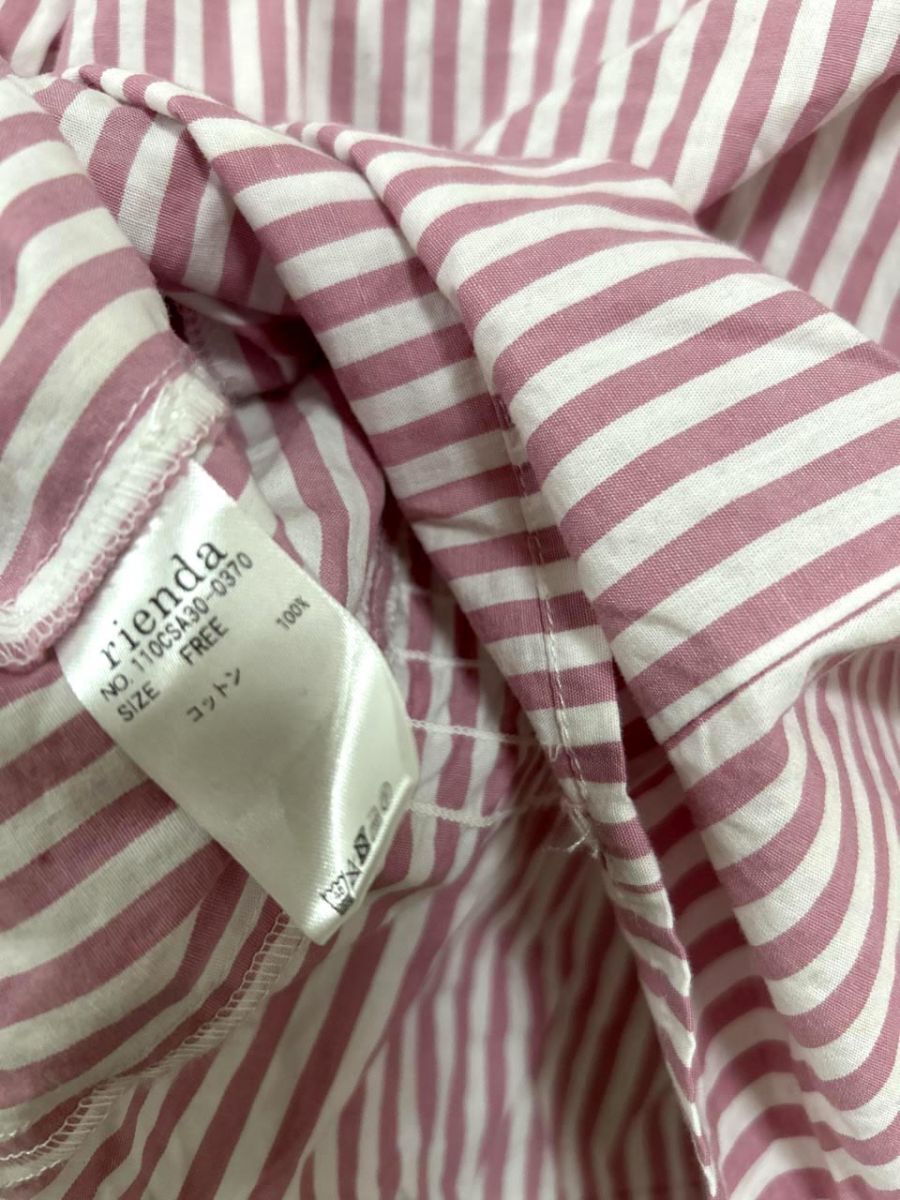 rienda
NO. 110CSA30-0370
SIZE FREE
コットン 100%